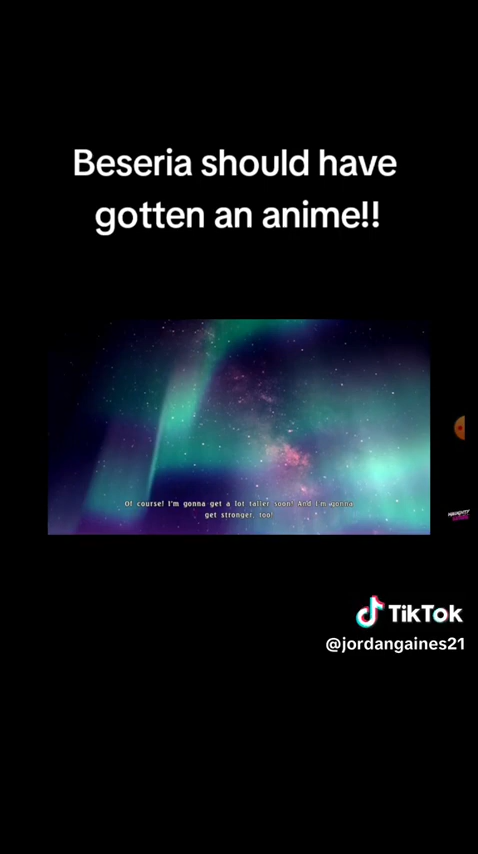 Beseria should have
gotten an anime!!
Of course! I'm gonna get a lot taller soon! And I'm gonna
get stronger, too!
TikTok
@jordangaines21